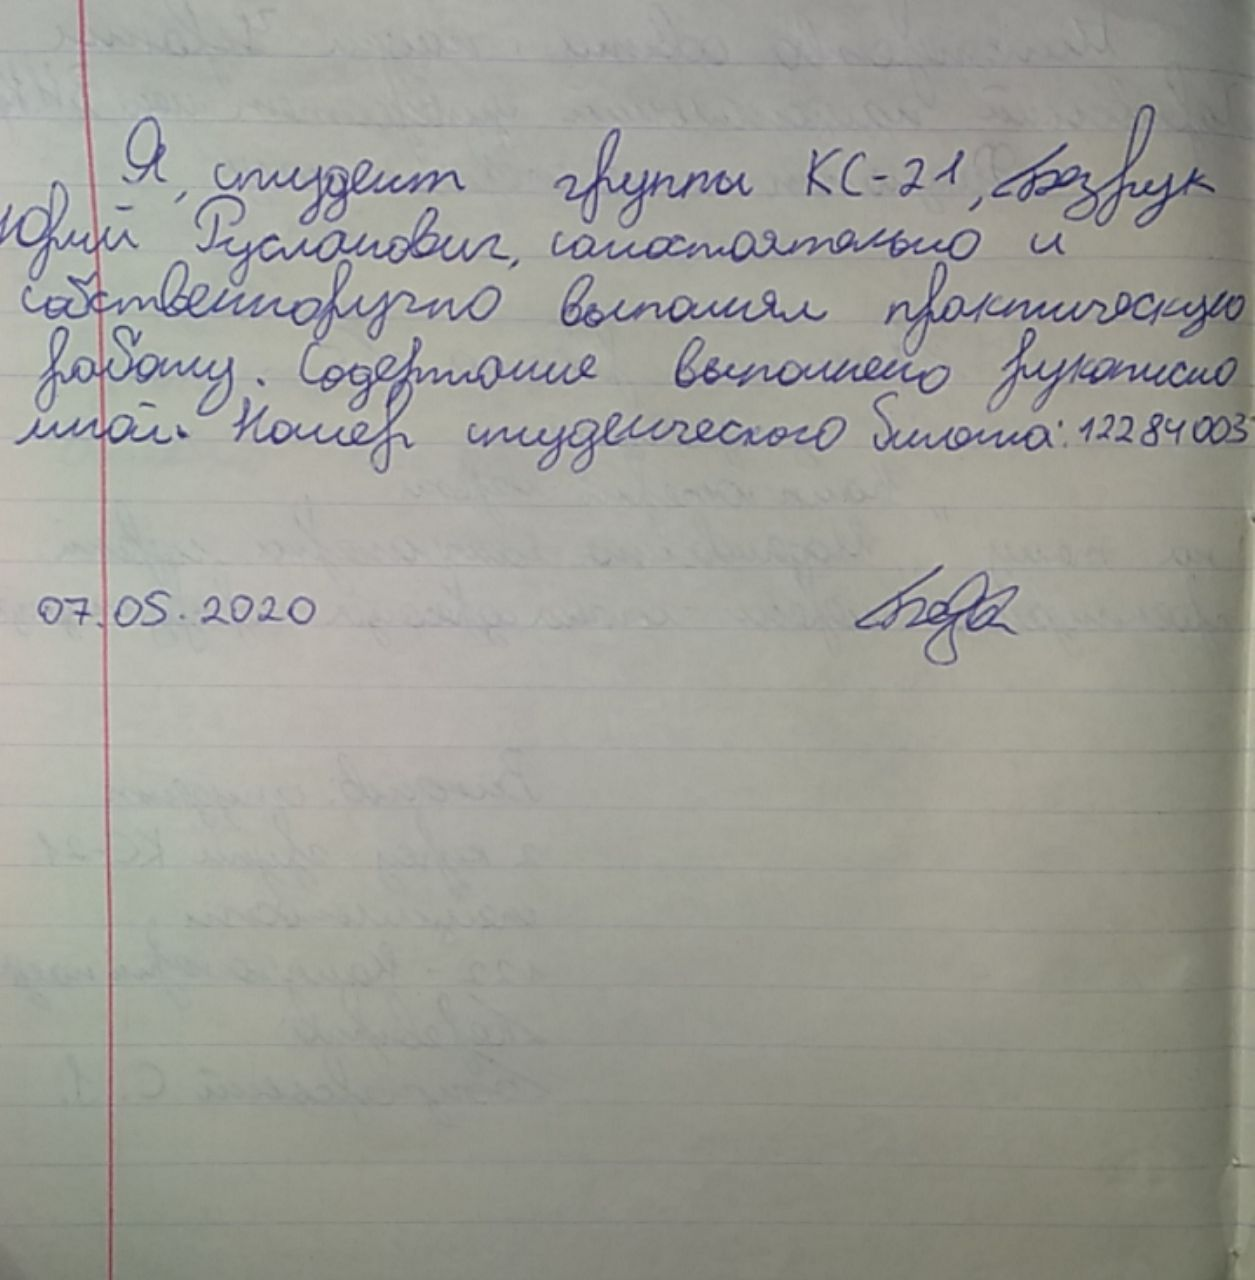 Я, студент группы КС-21, Безрук
Юрий Русланович, самостоятельно и
собственноручно выполнял практическую
работу. Содержание выполнено рукописно
мной. Номер студенческого билета: 12284003
07.05.2020